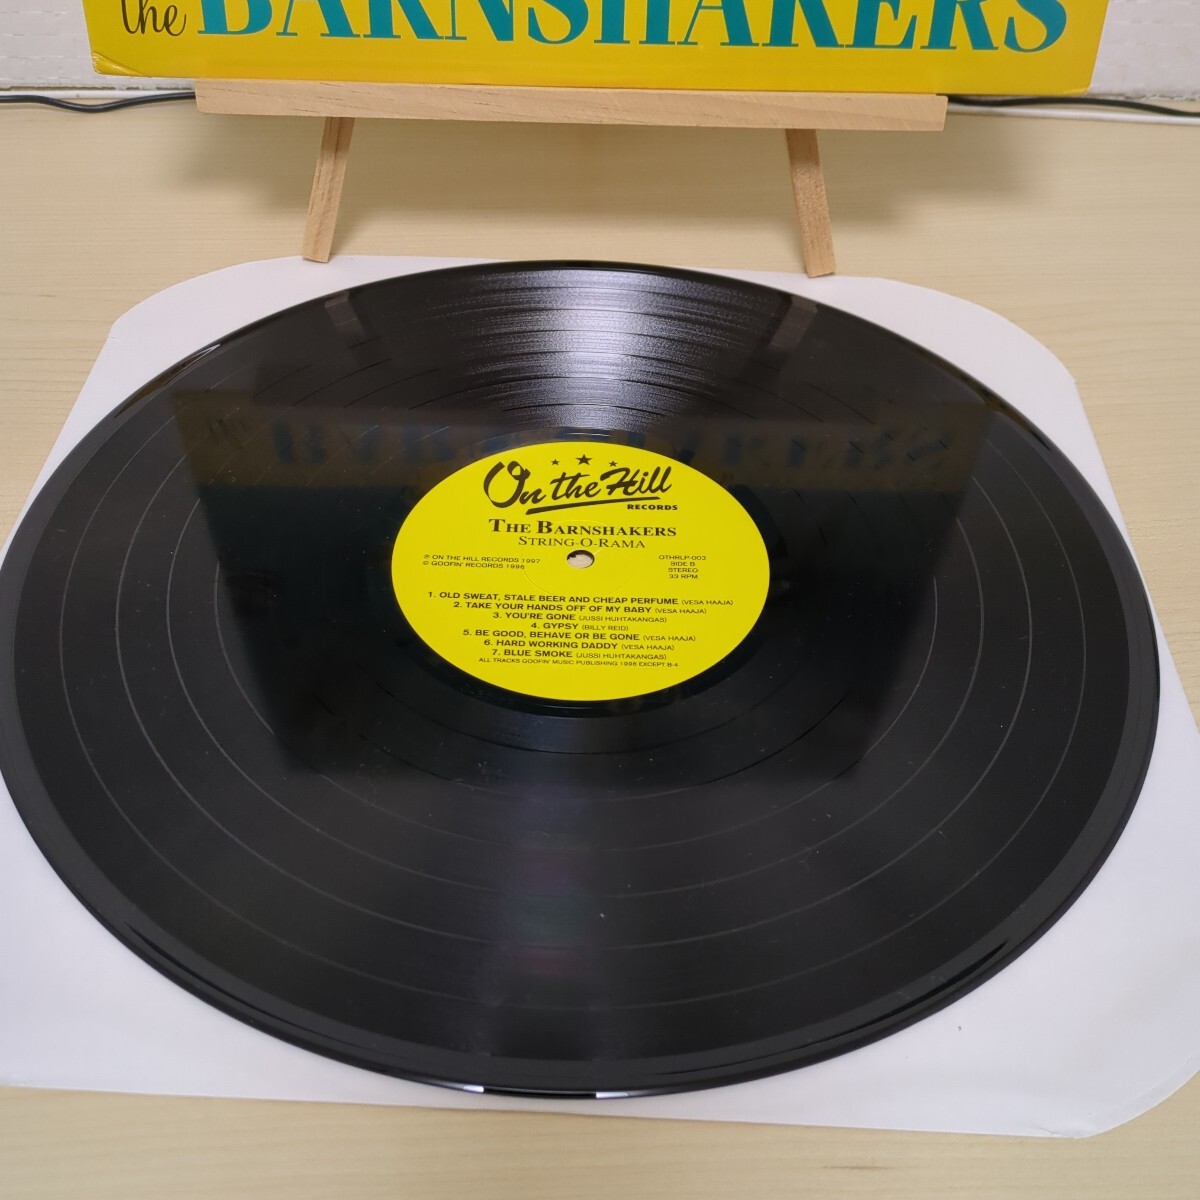 the BARNSHAKERS
On the Hill
RECORDS
THE BARNSHAKERS
STRING-O-RAMA
℗ ON THE HILL RECORDS 1997
© GOOFIN' RECORDS 1996
OTHRLP-003
SIDE B
STEREO
33 RPM
1. OLD SWEAT, STALE BEER AND CHEAP PERFUME (VESA HAAJA)
2. TAKE YOUR HANDS OFF OF MY BABY (VESA HAAJA)
3. YOU'RE GONE (JUSSI HUHTAKANGAS)
4. GYPSY (BILLY REID)
5. BE GOOD, BEHAVE OR BE GONE (VESA HAAJA)
6. HARD WORKING DADDY (VESA HAAJA)
7. BLUE SMOKE (JUSSI HUHTAKANGAS)
ALL TRACKS GOOFIN' MUSIC PUBLISHING 1996 EXCEPT B-4